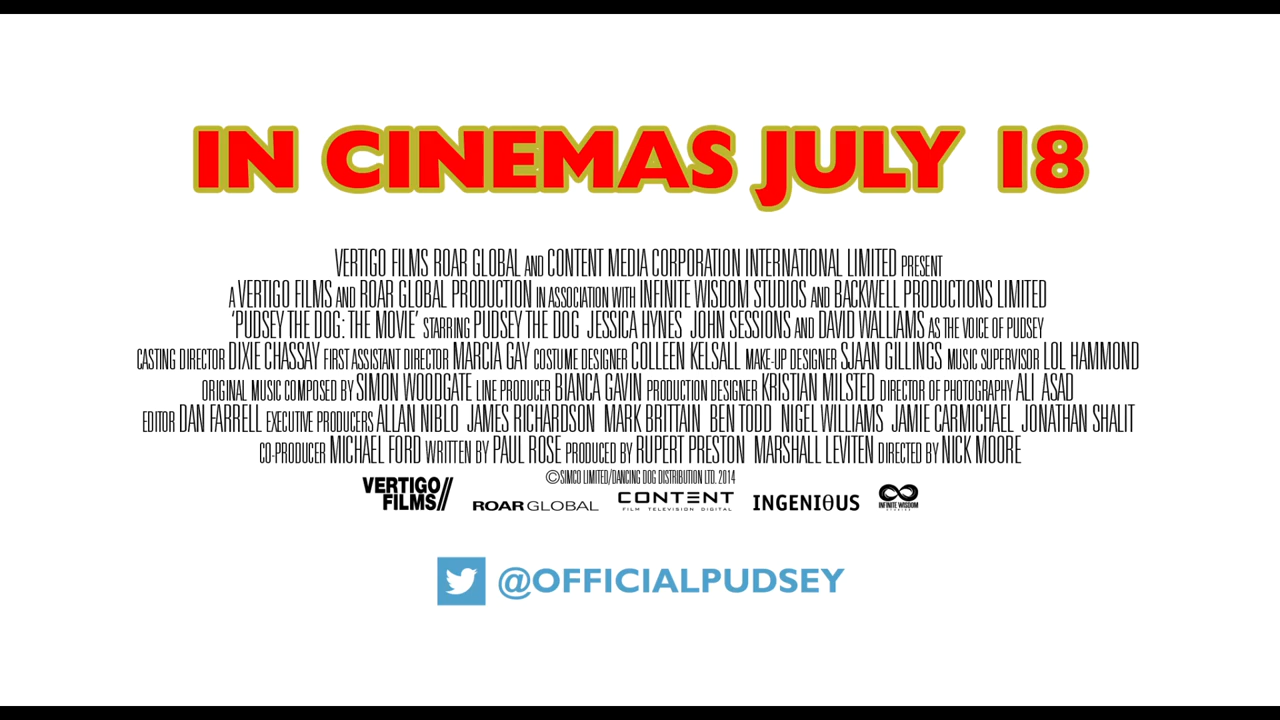 IN CINEMAS JULY 18
VERTIGO FILMS ROAR GLOBAL AND CONTENT MEDIA CORPORATION INTERNATIONAL LIMITED PRESENT
A VERTIGO FILMS AND ROAR GLOBAL PRODUCTION IN ASSOCIATION WITH INFINITE WISDOM STUDIOS AND BACKWELL PRODUCTIONS LIMITED
'PUDSEY THE DOG: THE MOVIE' STARRING PUDSEY THE DOG JESSICA HYNES JOHN SESSIONS AND DAVID WALLIAMS AS THE VOICE OF PUDSEY
CASTING DIRECTOR DIXIE CHASSAY FIRST ASSISTANT DIRECTOR MARCIA GAY COSTUME DESIGNER COLLEEN KELSALL MAKE-UP DESIGNER SJAAN GILLINGS MUSIC SUPERVISOR LOL HAMMOND
ORIGINAL MUSIC COMPOSED BY SIMON WOODGATE LINE PRODUCER BIANCA GAVIN PRODUCTION DESIGNER KRISTIAN MILSTED DIRECTOR OF PHOTOGRAPHY ALI ASAD
EDITOR DAN FARRELL EXECUTIVE PRODUCERS ALLAN NIBLO JAMES RICHARDSON MARK BRITTAIN BEN TODD NIGEL WILLIAMS JAMIE CARMICHAEL JONATHAN SHALIT
CO-PRODUCER MICHAEL FORD WRITTEN BY PAUL ROSE PRODUCED BY RUPERT PRESTON MARSHALL LEVITEN DIRECTED BY NICK MOORE
©SIMCO LIMITED/DANCING DOG DISTRIBUTION LTD. 2014
VERTIGO
FILMS//
ROAR GLOBAL
CONTENT
FILM TELEVISION DIGITAL
INGENIOUS
INFINITE WISDOM
STUDIOS
@OFFICIALPUDSEY